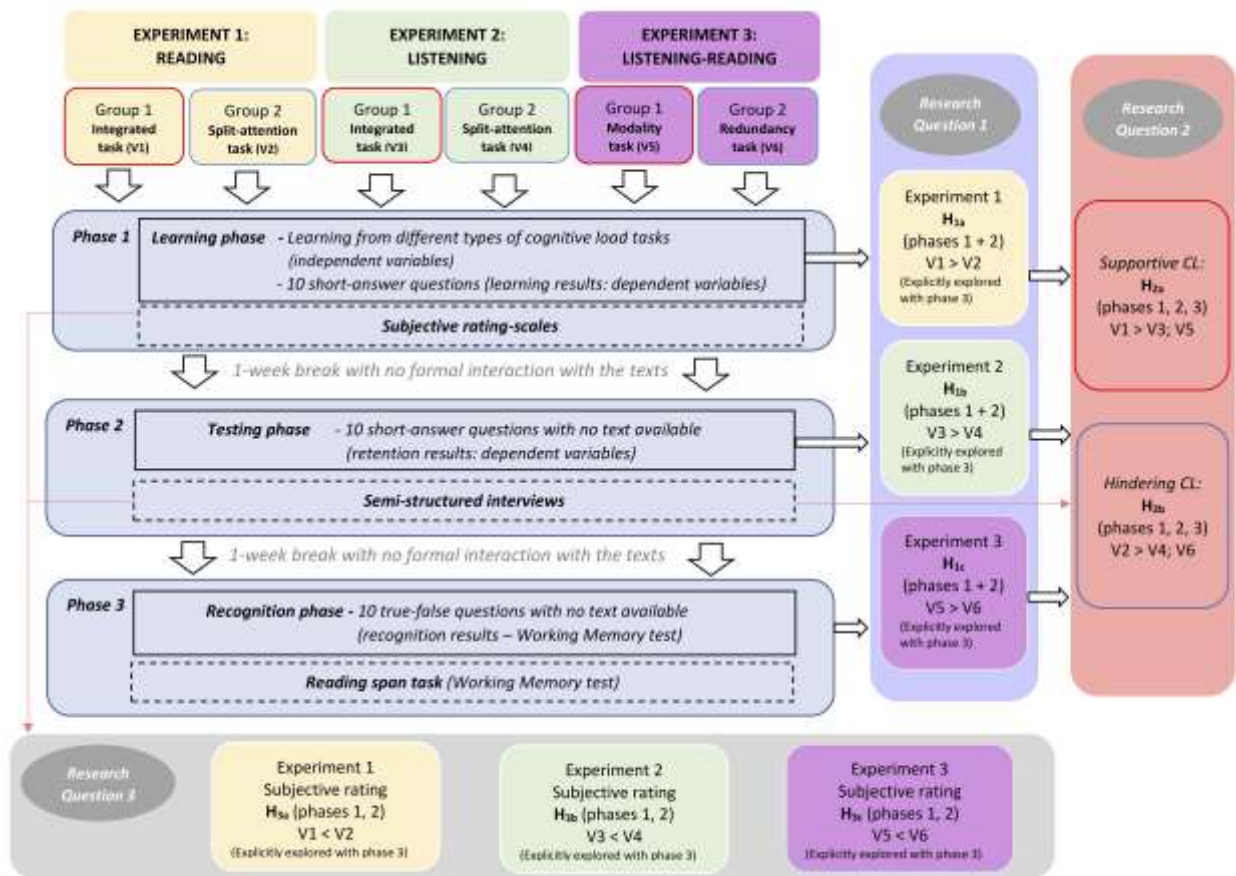 EXPERIMENT 1:
READING
EXPERIMENT 2:
LISTENING
EXPERIMENT 3:
LISTENING-READING
Group 1
Integrated
task (V1)
Group 2
Split-attention
task (V2)
Group 1
Integrated
task (V3)
Group 2
Split-attention
task (V4)
Group 1
Modality
task (V5)
Group 2
Redundancy
task (V6)
Phase 1
Learning phase - Learning from different types of cognitive load tasks
(independent variables)
- 10 short-answer questions (learning results: dependent variables)
Subjective rating-scales
1-week break with no formal interaction with the texts
Phase 2
Testing phase - 10 short-answer questions with no text available
(retention results: dependent variables)
Semi-structured interviews
1-week break with no formal interaction with the texts
Phase 3
Recognition phase - 10 true-false questions with no text available
(recognition results – Working Memory test)
Reading span task (Working Memory test)
Research
Question 1
Experiment 1
H1a
(phases 1 + 2)
V1 > V2
(Explicitly explored
with phase 3)
Experiment 2
H1b
(phases 1 + 2)
V3 > V4
(Explicitly explored
with phase 3)
Experiment 3
H1c
(phases 1 + 2)
V5 > V6
(Explicitly explored
with phase 3)
Research
Question 2
Supportive CL:
H2a
(phases 1, 2, 3)
V1 > V3; V5
Hindering CL:
H2b
(phases 1, 2, 3)
V2 > V4; V6
Research
Question 3
Experiment 1
Subjective rating
H3a (phases 1, 2)
V1 < V2
(Explicitly explored with phase 3)
Experiment 2
Subjective rating
H3b (phases 1, 2)
V3 < V4
(Explicitly explored with phase 3)
Experiment 3
Subjective rating
H3c (phases 1, 2)
V5 < V6
(Explicitly explored with phase 3)